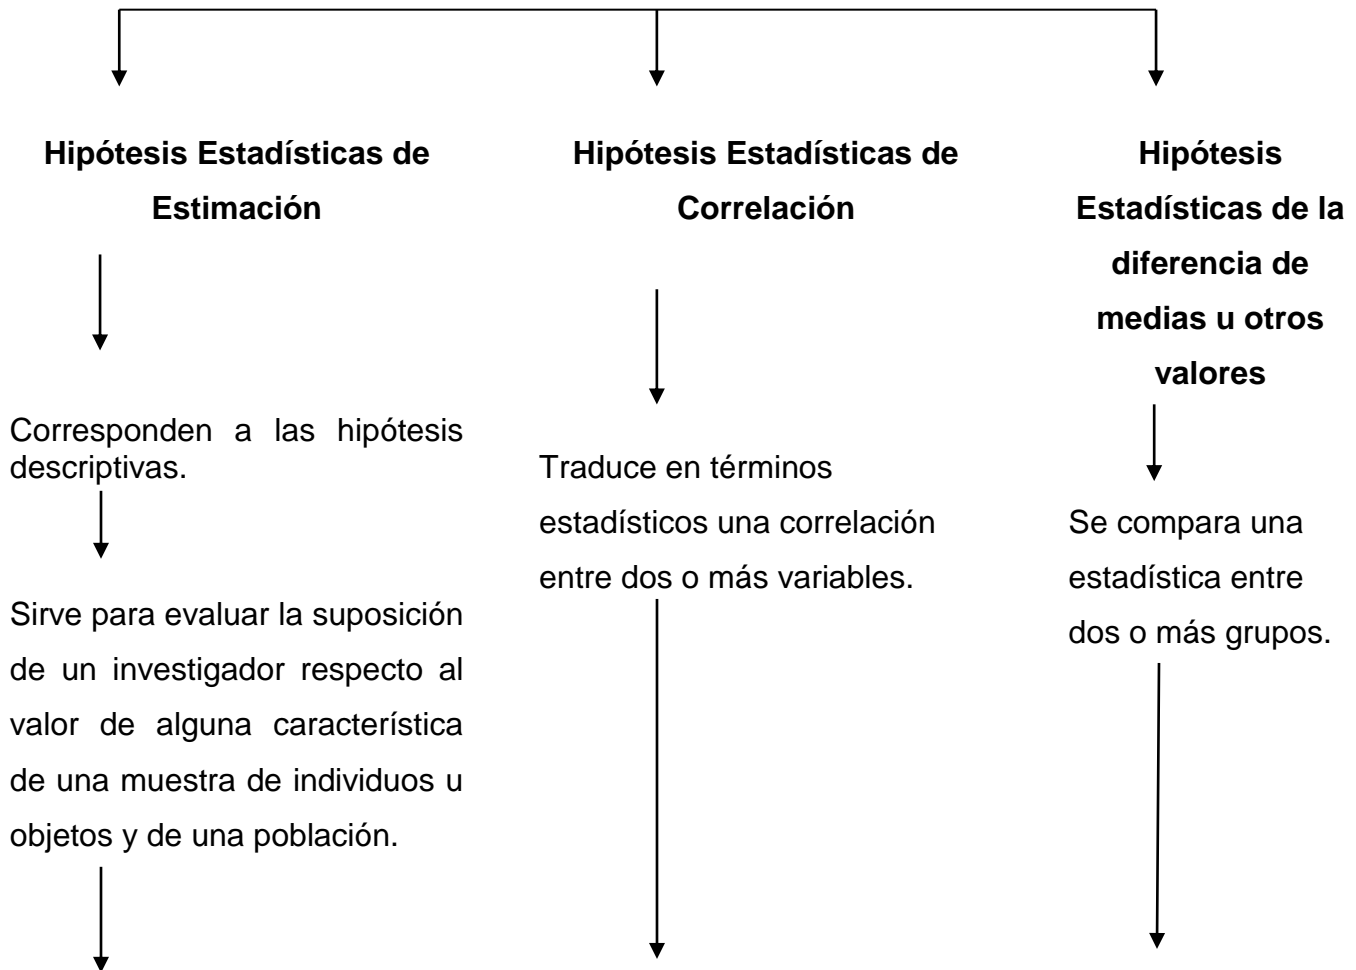 Hipótesis Estadísticas de
Estimación
Corresponden a las hipótesis
descriptivas.
Sirve para evaluar la suposición
de un investigador respecto al
valor de alguna característica
de una muestra de individuos u
objetos y de una población.
Hipótesis Estadísticas de
Correlación
Traduce en términos
estadísticos una correlación
entre dos o más variables.
Hipótesis
Estadísticas de la
diferencia de
medias u otros
valores
Se compara una
estadística entre
dos o más grupos.